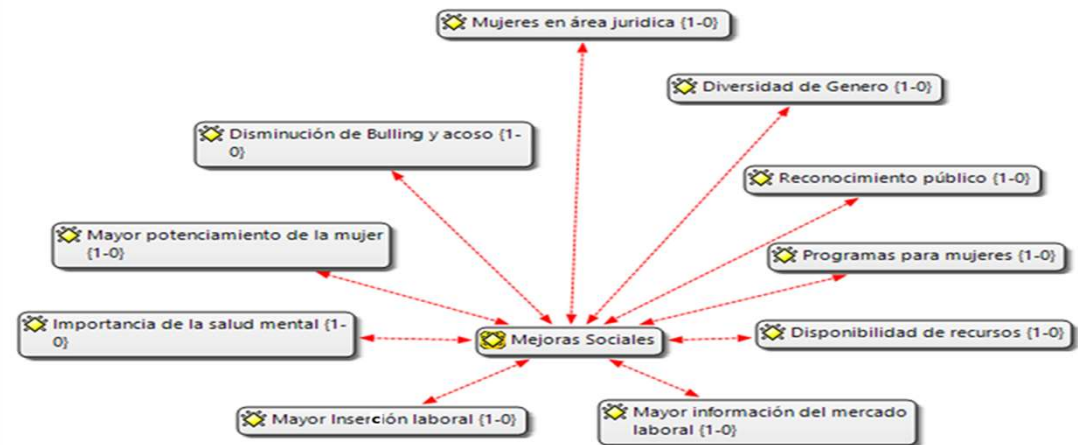 Mujeres en área juridica {1-0}
Diversidad de Genero {1-0}
Disminución de Bulling y acoso {1-
0}
Reconocimiento público {1-0}
Mayor potenciamiento de la mujer
{1-0}
Programas para mujeres {1-0}
Importancia de la salud mental {1-
0}
Mejoras Sociales
Disponibilidad de recursos {1-0}
Mayor Inserción laboral {1-0}
Mayor información del mercado
laboral {1-0}